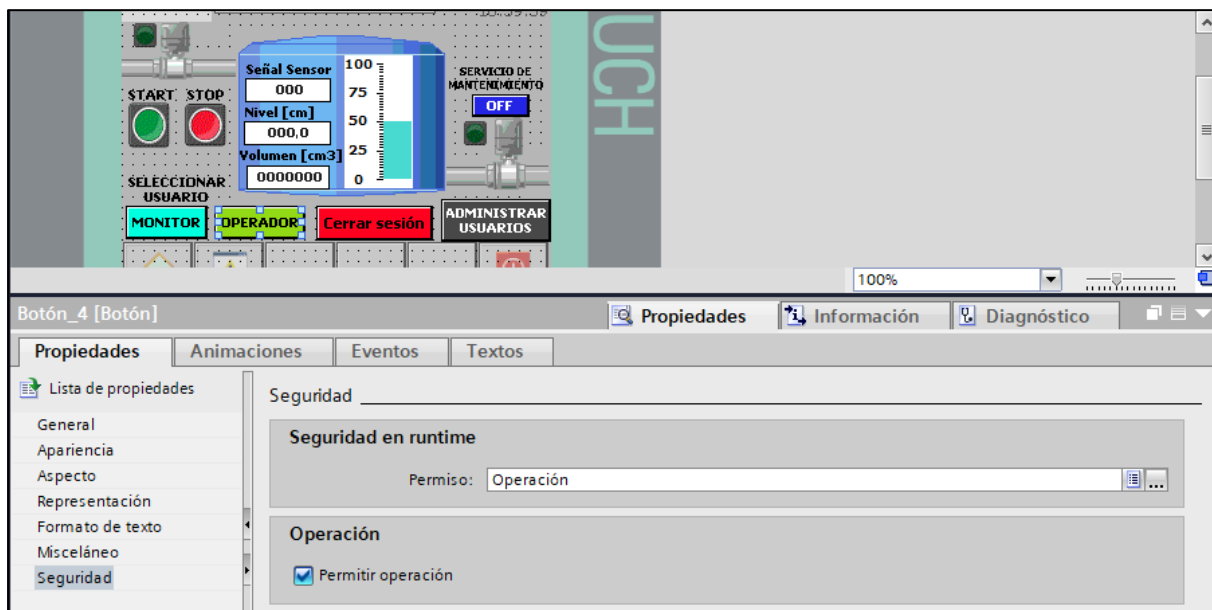 UCH
Señal Sensor
000
Nivel [cm]
000,0
Volumen [cm3]
0000000
100
75
50
25
0
SERVICIO DE
MANTENIMIENTO
OFF
START STOP
SELECCIONAR
USUARIO
MONITOR
OPERADOR
Cerrar sesión
ADMINISTRAR
USUARIOS
100%
Botón_4 [Botón]
Propiedades
Información
Diagnóstico
Propiedades
Animaciones
Eventos
Textos
Lista de propiedades
General
Apariencia
Aspecto
Representación
Formato de texto
Misceláneo
Seguridad
Seguridad
Seguridad en runtime
Permiso: Operación
Operación
Permitir operación